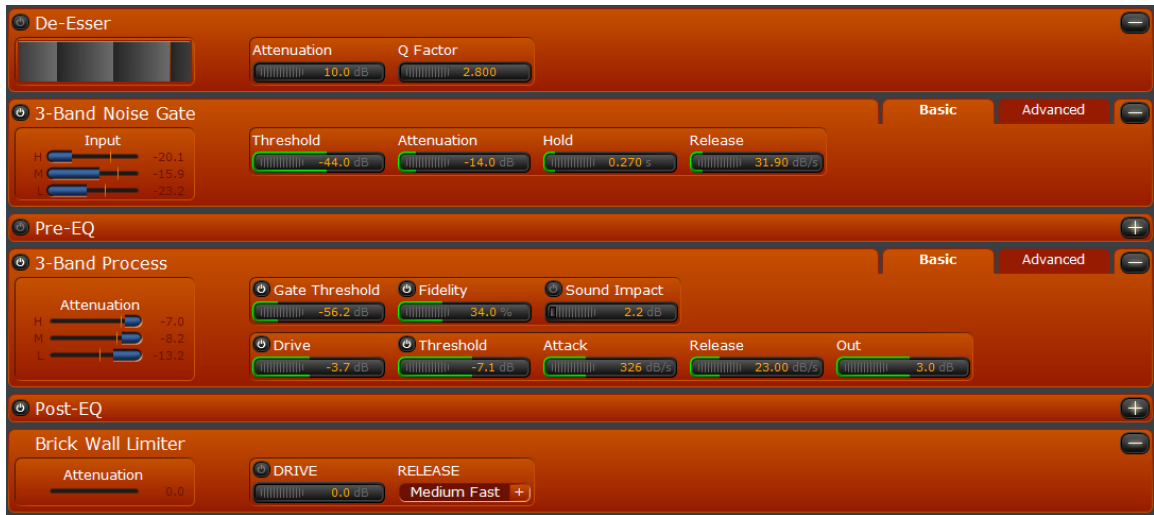 De-Esser
Attenuation Q Factor
10.0 dB 2.800
3-Band Noise Gate Basic Advanced
Input Threshold Attenuation Hold Release
H -20.1
M -15.9
L -23.2
-44.0 dB -14.0 dB 0.270 s 31.90 dB/s
Pre-EQ
3-Band Process Basic Advanced
Attenuation
H -7.0
M -8.2
L -13.2
Gate Threshold Fidelity Sound Impact
-56.2 dB 34.0 % 2.2 dB
Drive Threshold Attack Release Out
-3.7 dB -7.1 dB 326 dB/s 23.00 dB/s 3.0 dB
Post-EQ
Brick Wall Limiter
Attenuation
0.0
DRIVE RELEASE
0.0 dB Medium Fast +